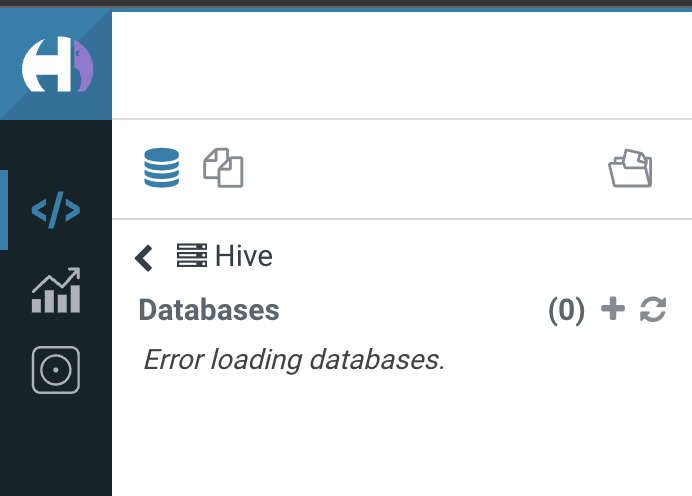 Hive
Databases (0)
Error loading databases.